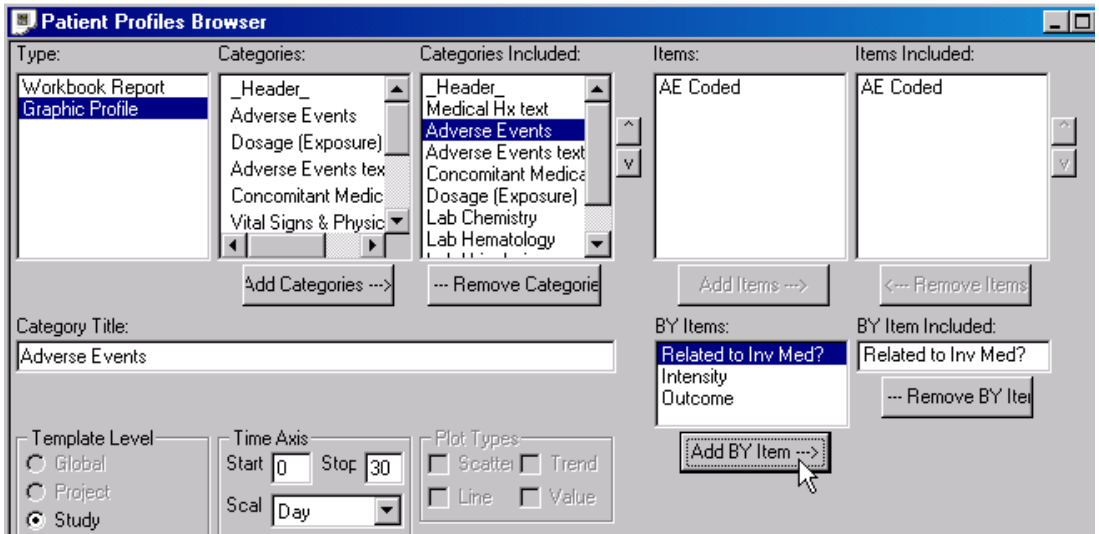 Patient Profiles Browser
Type:
Workbook Report
Graphic Profile
Categories:
_Header_
Adverse Events
Dosage (Exposure)
Adverse Events tex
Concomitant Medic
Vital Signs & Physic
Add Categories --->
Categories Included:
_Header_
Medical Hx text
Adverse Events
Adverse Events text
Concomitant Medica
Dosage (Exposure)
Lab Chemistry
Lab Hematology
--- Remove Categorie
^
v
Items:
AE Coded
Add Items --->
Items Included:
AE Coded
<--- Remove Items
^
v
Category Title:
Adverse Events
BY Items:
Related to Inv Med?
Intensity
Outcome
Add BY Item --->
BY Item Included:
Related to Inv Med?
--- Remove BY Iter
Template Level
Global
Project
Study
Time Axis
Start 0 Stop 30
Scal Day
Plot Types
Scatter Trend
Line Value